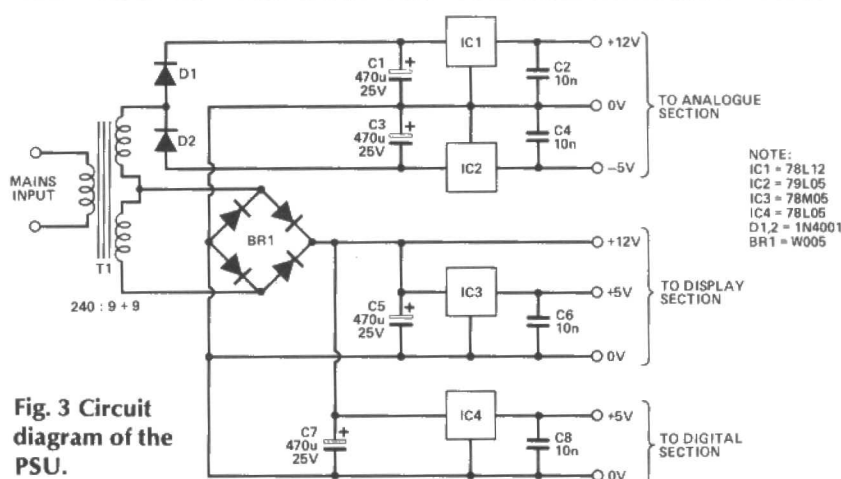 D1
D2
MAINS
INPUT
T1
240 : 9 + 9
C1
470u
25V
+
IC1
C2
10n
+12V
0V
C3
470u
25V
+
IC2
C4
10n
−5V
TO ANALOGUE
SECTION
NOTE:
IC1 = 78L12
IC2 = 79L05
IC3 = 78M05
IC4 = 78L05
D1,2 = 1N4001
BR1 = W005
BR1
+12V
C5
470u
25V
+
IC3
+5V
C6
10n
0V
TO DISPLAY
SECTION
C7
470u
25V
+
IC4
+5V
C8
10n
0V
TO DIGITAL
SECTION
Fig. 3 Circuit
diagram of the
PSU.